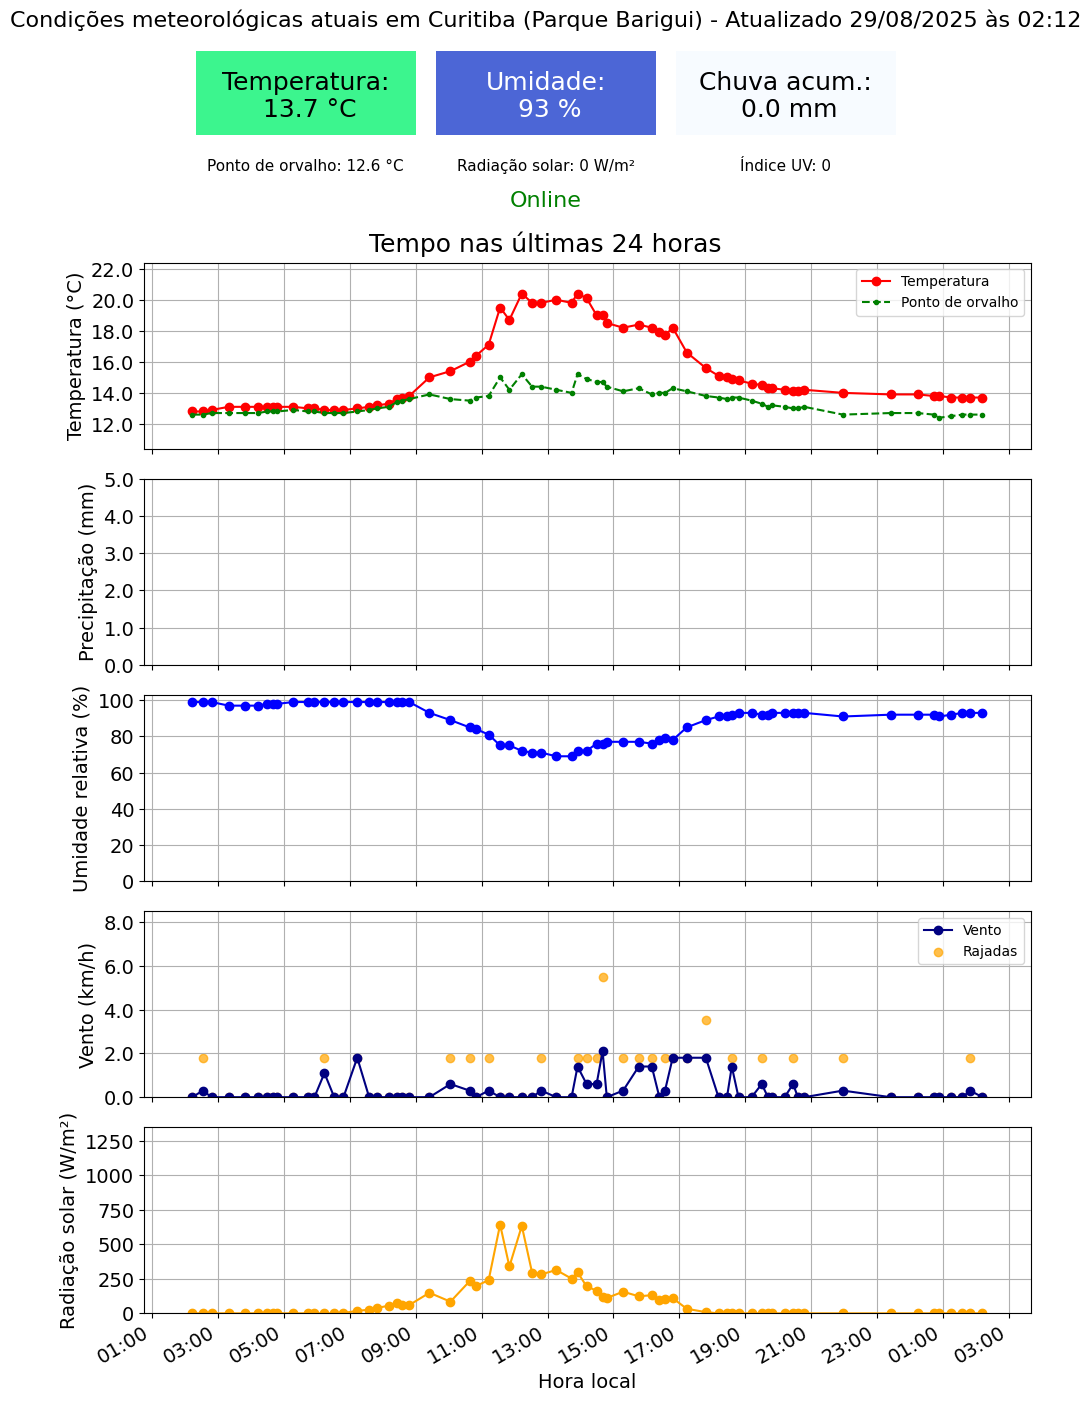 Condições meteorológicas atuais em Curitiba (Parque Barigui) - Atualizado 29/08/2025 às 02:12
Temperatura:
13.7 °C
Umidade:
93 %
Chuva acum.:
0.0 mm
Ponto de orvalho: 12.6 °C
Radiação solar: 0 W/m²
Índice UV: 0
Online
Tempo nas últimas 24 horas
Temperatura (°C)
22.0
20.0
18.0
16.0
14.0
12.0
Temperatura
Ponto de orvalho
Precipitação (mm)
5.0
4.0
3.0
2.0
1.0
0.0
Umidade relativa (%)
100
80
60
40
20
0
Vento (km/h)
8.0
6.0
4.0
2.0
0.0
Vento
Rajadas
Radiação solar (W/m²)
1250
1000
750
500
250
0
01:00 03:00 05:00 07:00 09:00 11:00 13:00 15:00 17:00 19:00 21:00 23:00 01:00 03:00
Hora local